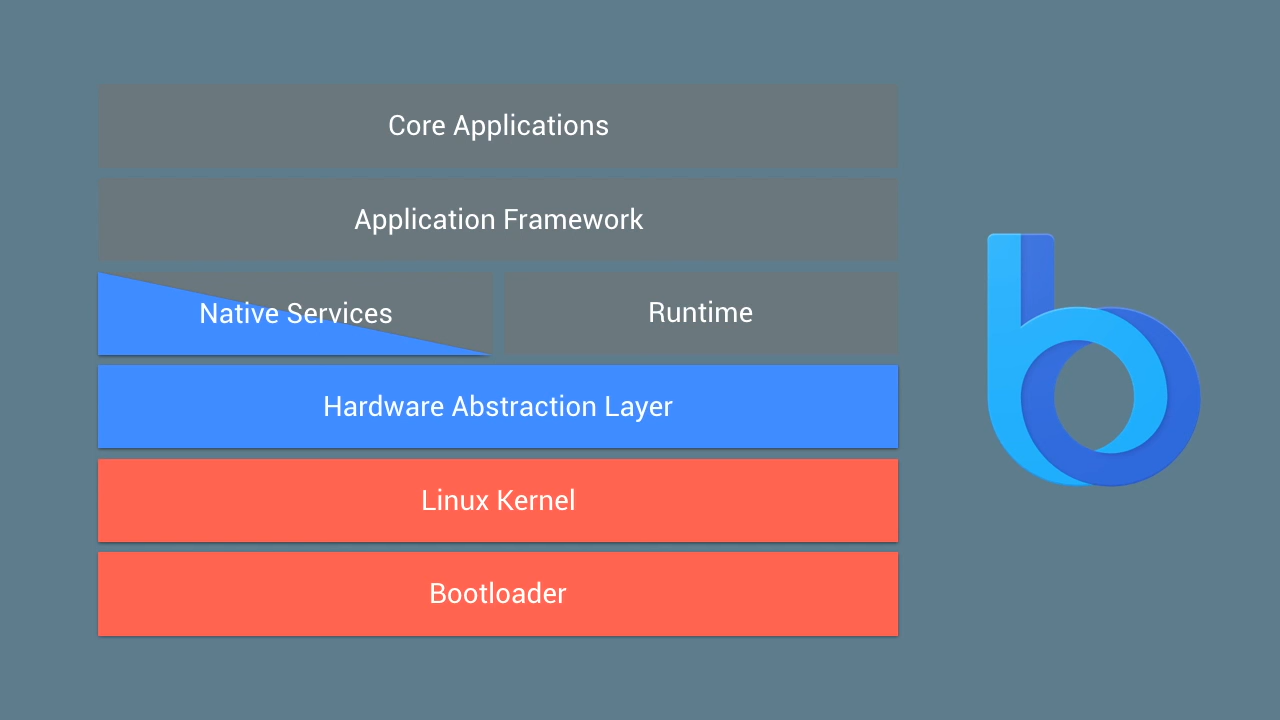 Core Applications
Application Framework
Native Services
Runtime
Hardware Abstraction Layer
Linux Kernel
Bootloader